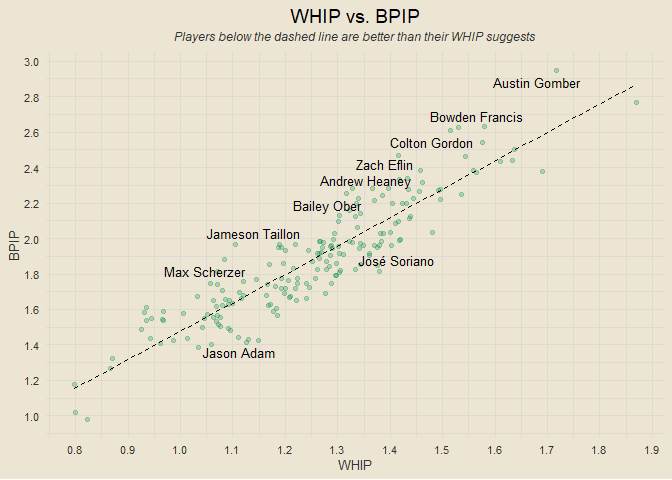 WHIP vs. BPIP
Players below the dashed line are better than their WHIP suggests
3.0
Austin Gomber
2.8
Bowden Francis
2.6
Colton Gordon
2.4
Zach Eflin
Andrew Heaney
2.2
Bailey Ober
Jameson Taillon
2.0
BPIP
José Soriano
Max Scherzer
1.8
1.6
1.4
Jason Adam
1.2
1.0
0.8 0.9 1.0 1.1 1.2 1.3 1.4 1.5 1.6 1.7 1.8 1.9
WHIP